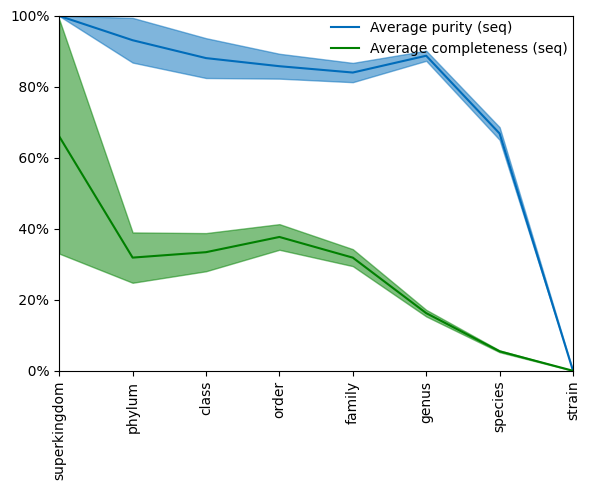 100%
80%
60%
40%
20%
0%
Average purity (seq)
Average completeness (seq)
superkingdom
phylum
class
order
family
genus
species
strain